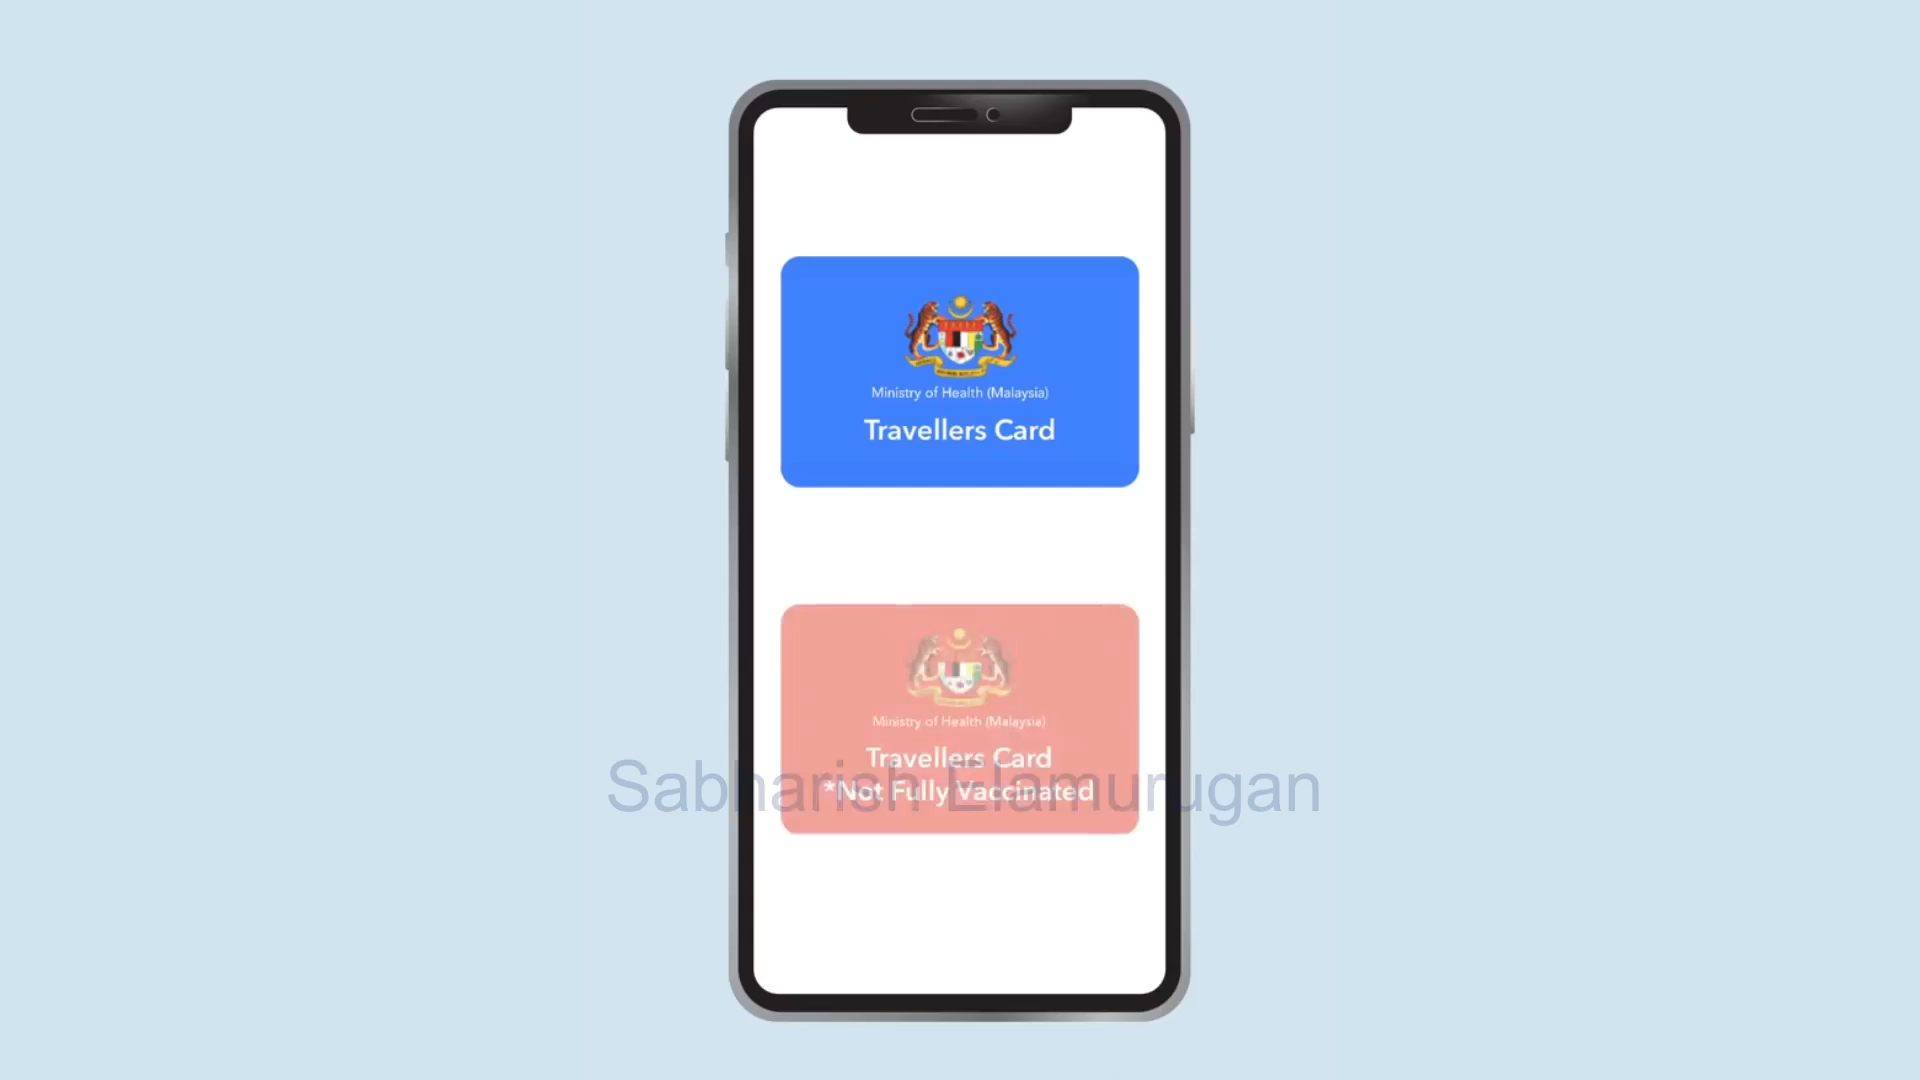 Ministry of Health (Malaysia)
Travellers Card
Ministry of Health (Malaysia)
Travellers Card
*Not Fully Vaccinated
Sabharish Elamurugan